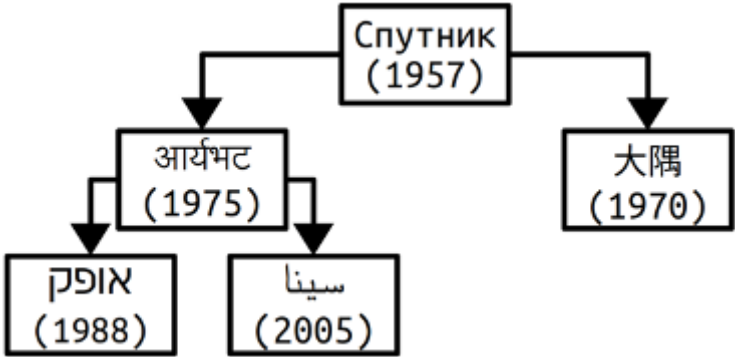 Спутник
(1957)
आर्यभट
(1975)
大隅
(1970)
אופק
(1988)
سينا
(2005)